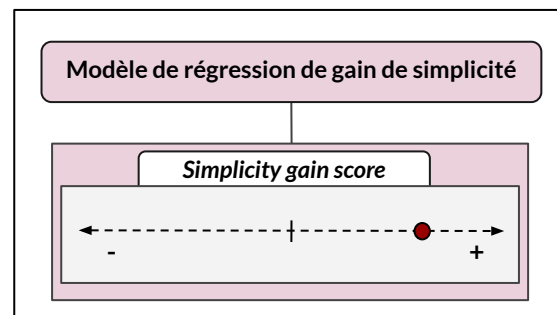 Modèle de régression de gain de simplicité
Simplicity gain score
- +